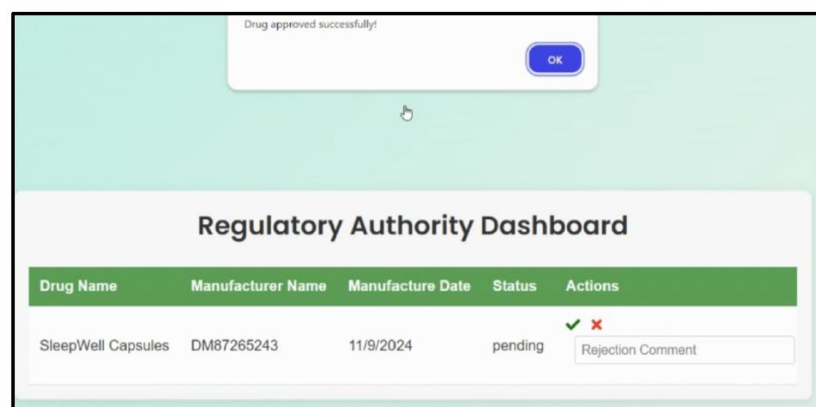 Drug approved successfully!
OK
Regulatory Authority Dashboard
Drug Name Manufacturer Name Manufacture Date Status Actions
SleepWell Capsules DM87265243 11/9/2024 pending
Rejection Comment